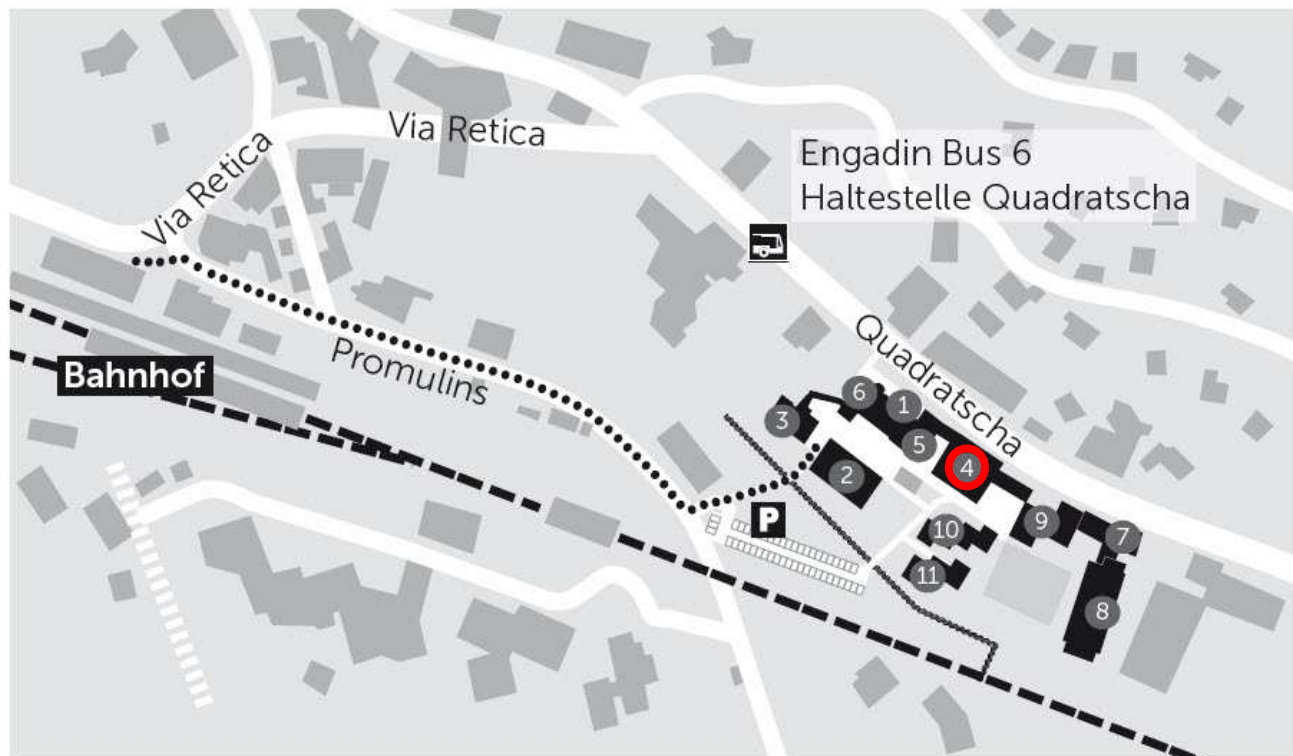 Via Retica
Via Retica
Engadin Bus 6
Haltestelle Quadratscha
Bahnhof
Promulins
Quadratscha
P
6
1
3
5
4
2
9
7
10
11
8